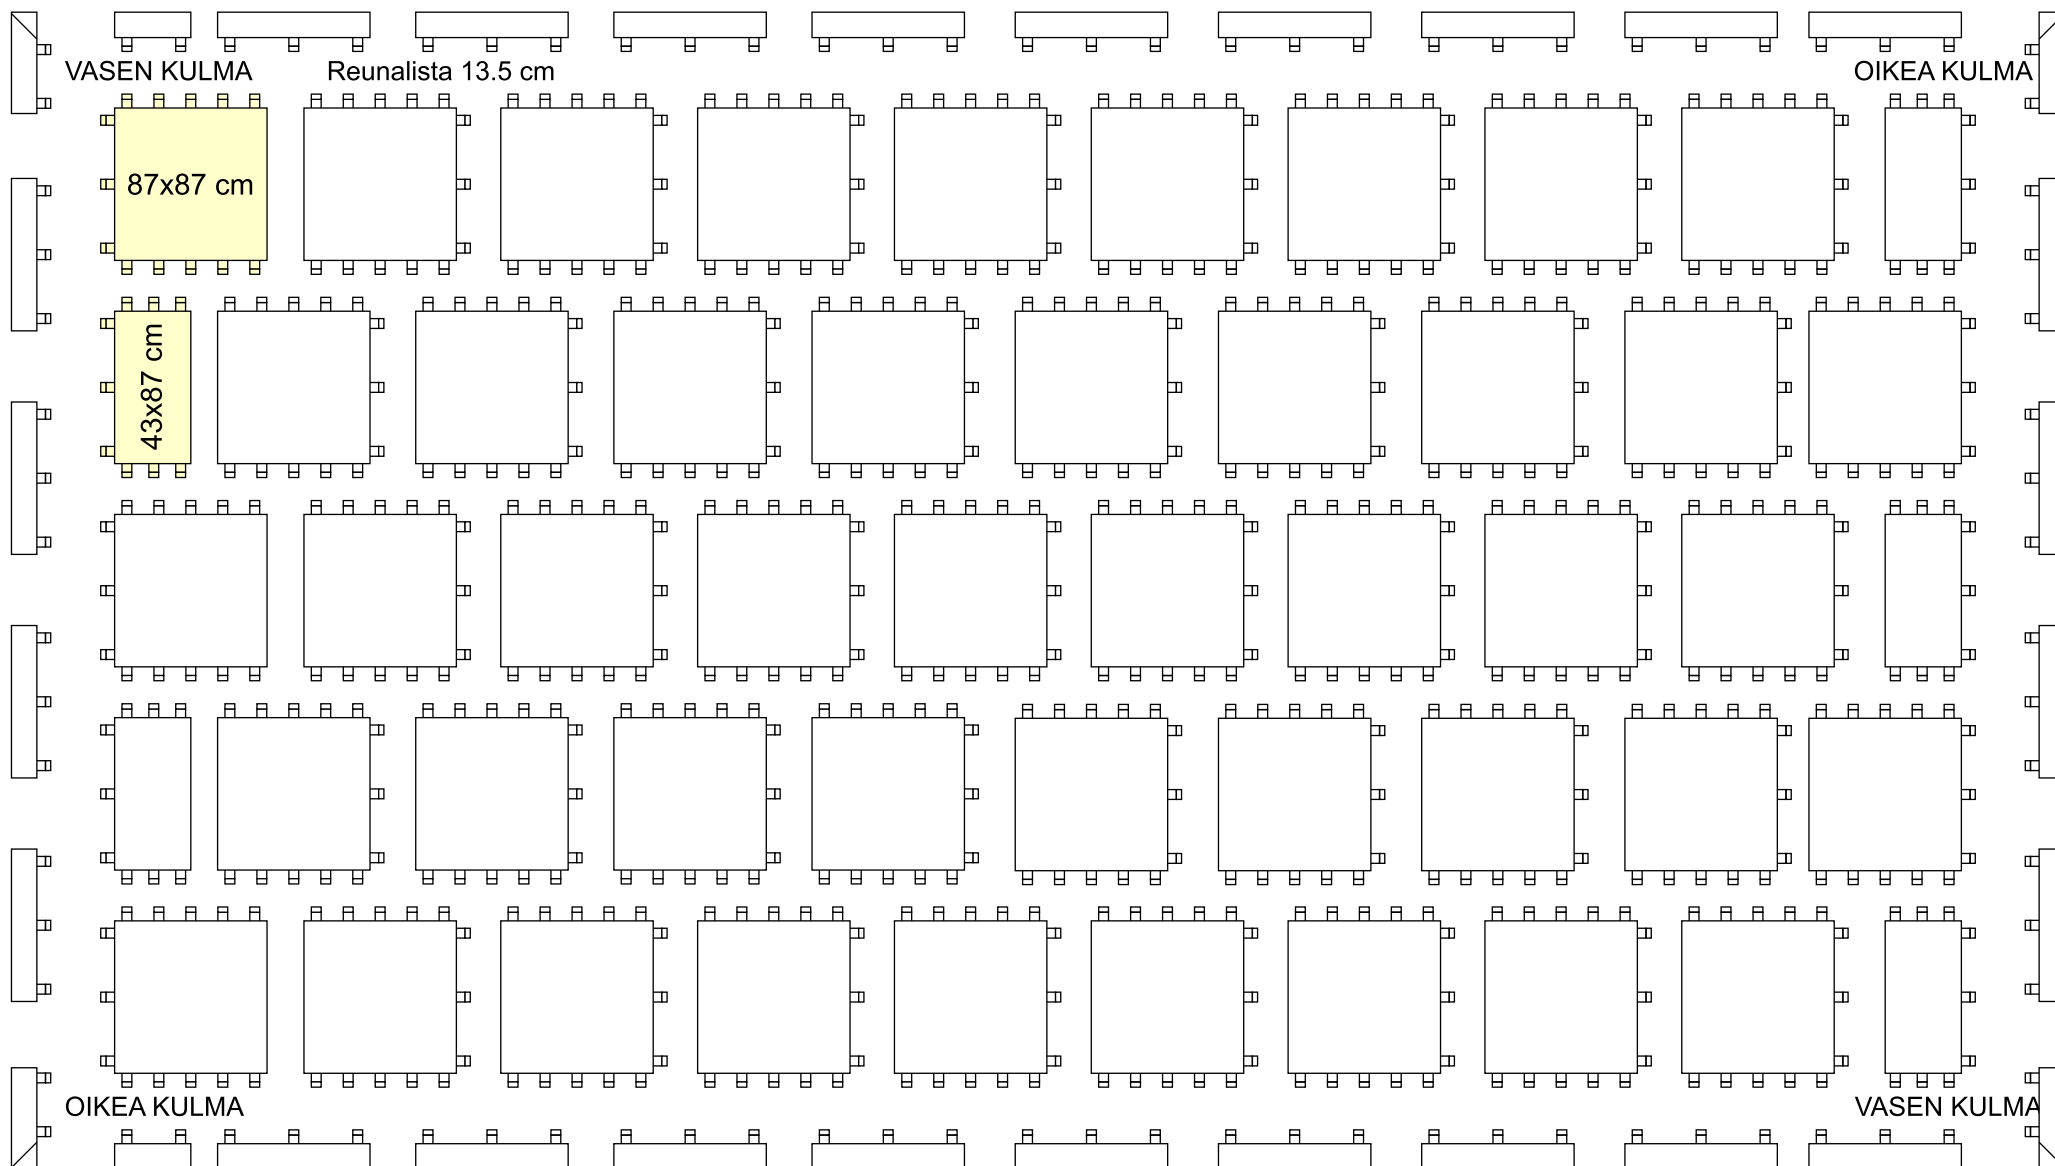 VASEN KULMA
Reunalista 13.5 cm
OIKEA KULMA
87x87 cm
43x87 cm
OIKEA KULMA
VASEN KULMA